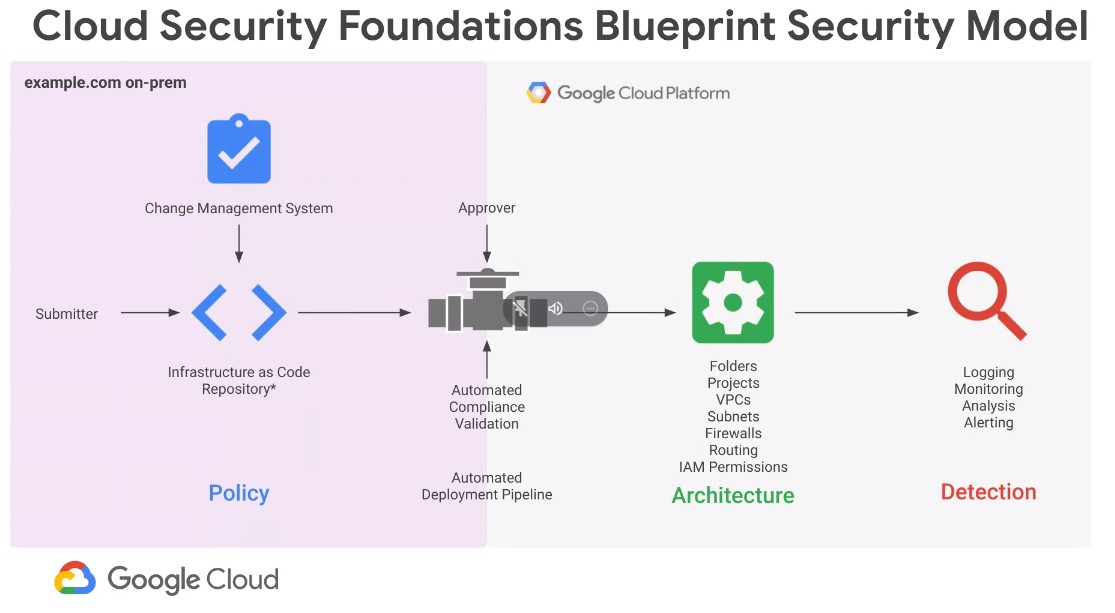 Cloud Security Foundations Blueprint Security Model
example.com on-prem
Google Cloud Platform
Change Management System
Approver
Submitter
Infrastructure as Code
Repository*
Automated
Compliance
Validation
Automated
Deployment Pipeline
Folders
Projects
VPCs
Subnets
Firewalls
Routing
IAM Permissions
Logging
Monitoring
Analysis
Alerting
Policy
Architecture
Detection
Google Cloud